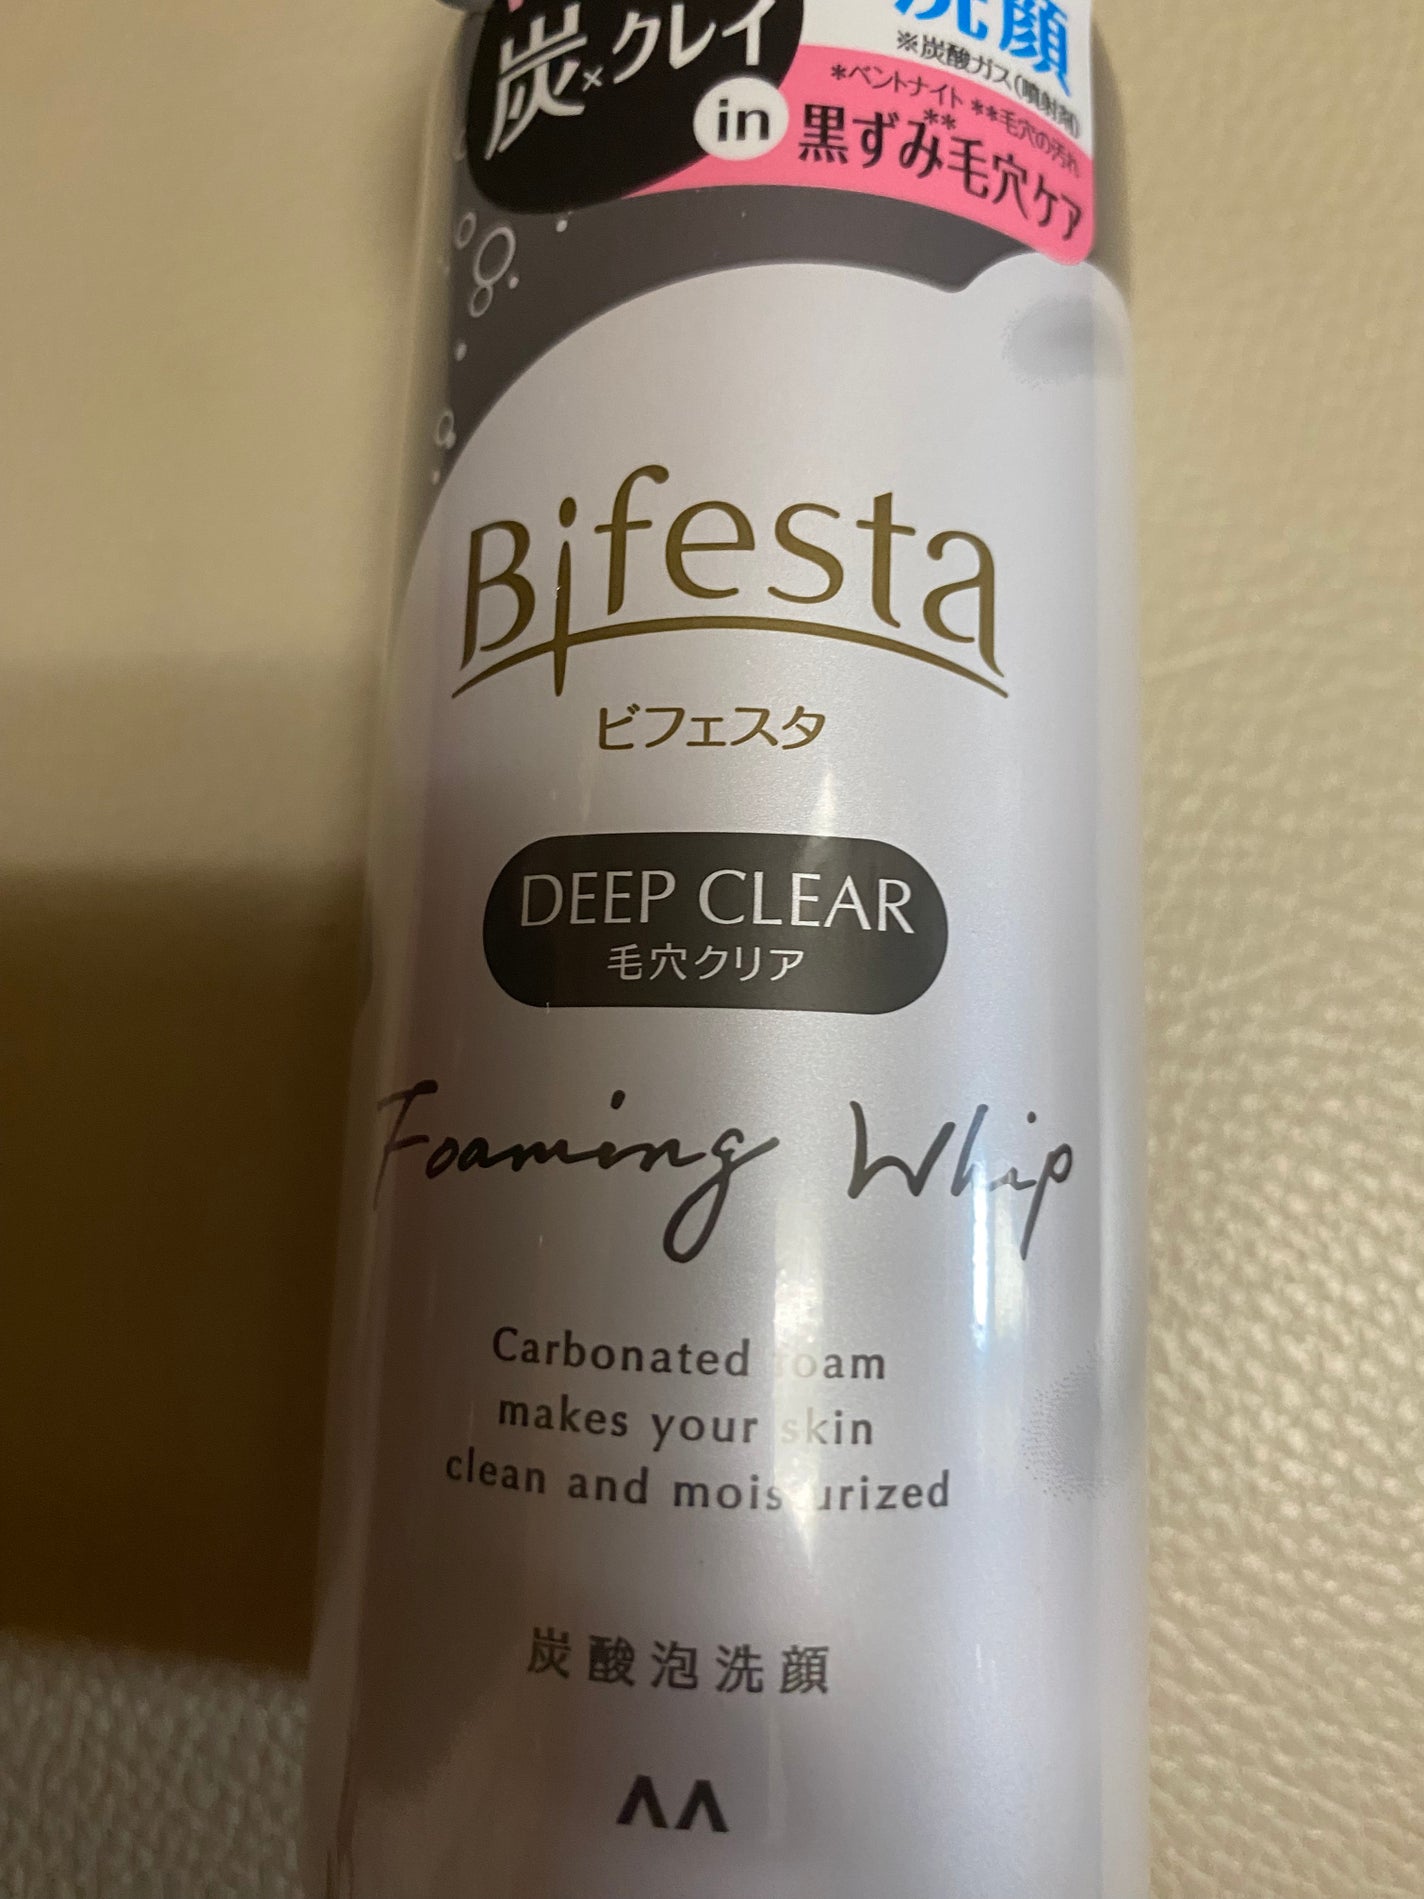 洗顔
※炭酸ガス(噴射剤)
炭×クレイ
in
*ベントナイト **毛穴の汚れ
黒ずみ**毛穴ケア
Bifesta
ビフェスタ
DEEP CLEAR
毛穴クリア
Foaming Whip
Carbonated foam
makes your skin
clean and moisturized
炭酸泡洗顔